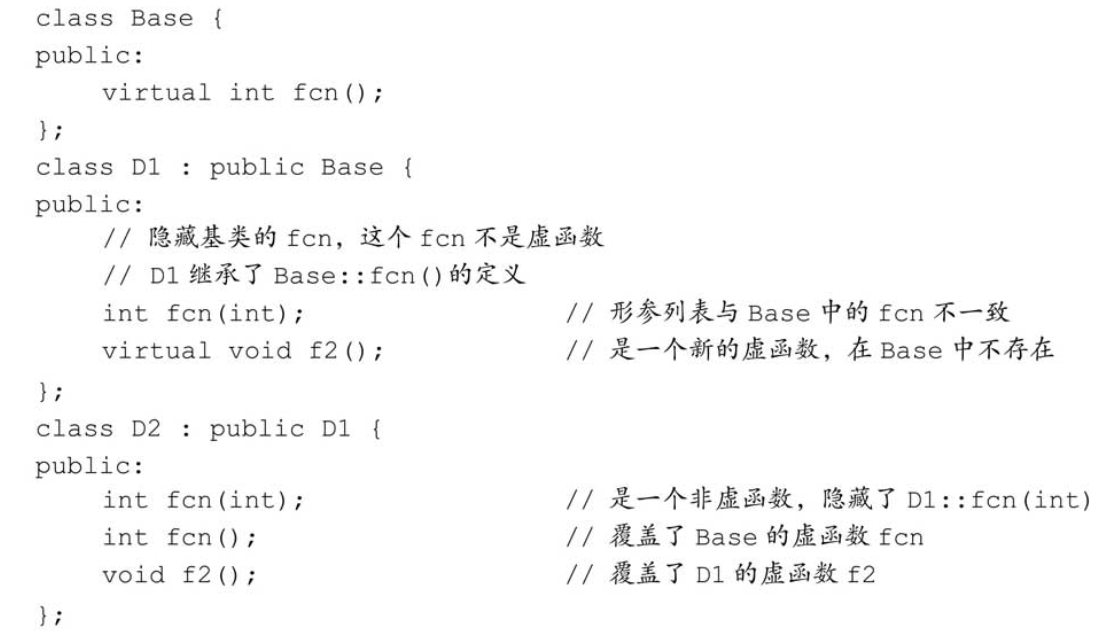 class Base {
public:
    virtual int fcn();
};
class D1 : public Base {
public:
    // 隐藏基类的 fcn，这个 fcn 不是虚函数
    // D1 继承了 Base::fcn()的定义
    int fcn(int);                // 形参列表与 Base 中的 fcn 不一致
    virtual void f2();           // 是一个新的虚函数，在 Base 中不存在
};
class D2 : public D1 {
public:
    int fcn(int);                // 是一个非虚函数，隐藏了 D1::fcn(int)
    int fcn();                   // 覆盖了 Base 的虚函数 fcn
    void f2();                   // 覆盖了 D1 的虚函数 f2
};